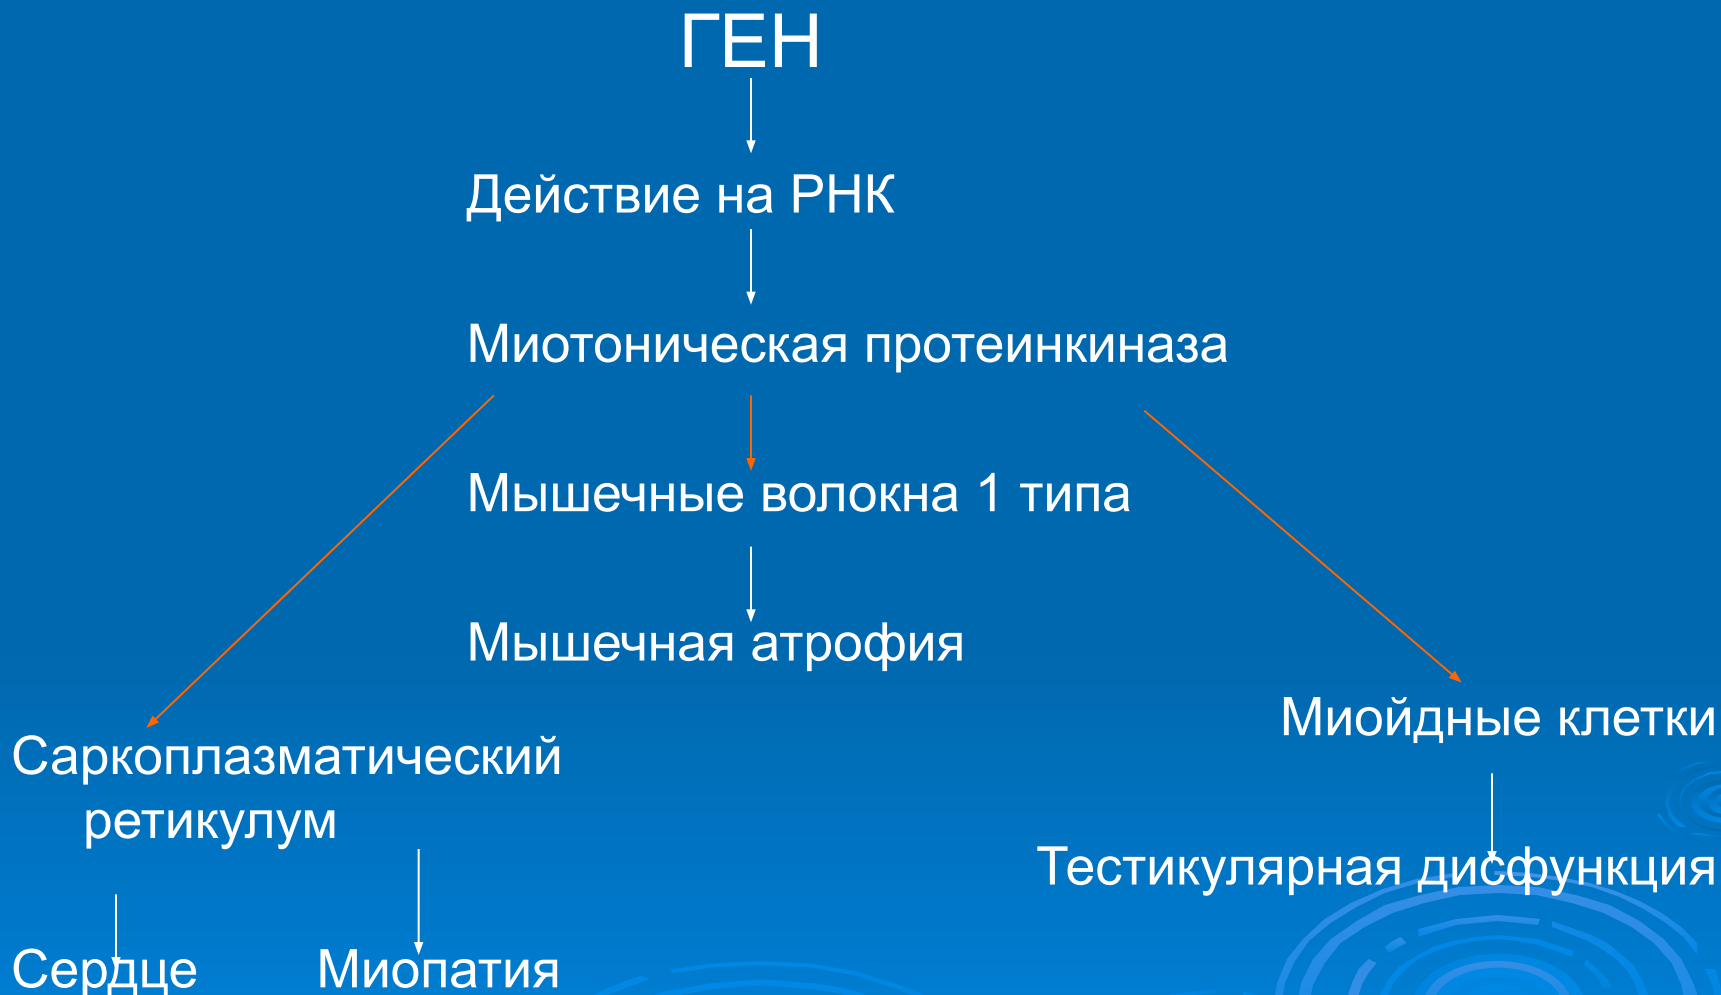 ГЕН
Действие на РНК
Миотоническая протеинкиназа
Мышечные волокна 1 типа
Мышечная атрофия
Миойдные клетки
Саркоплазматический
ретикулум
Тестикулярная дисфункция
Сердце
Миопатия